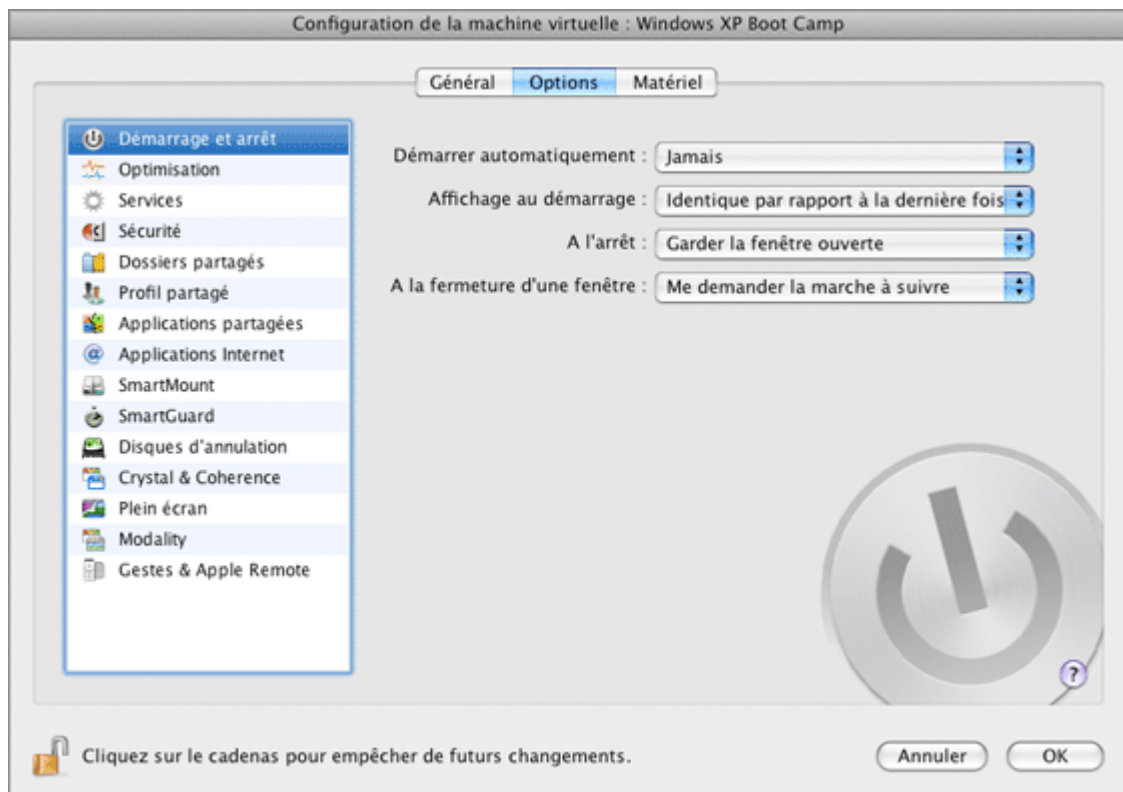 Configuration de la machine virtuelle : Windows XP Boot Camp
Général Options Matériel
Démarrage et arrêt
Optimisation
Services
Sécurité
Dossiers partagés
Profil partagé
Applications partagées
Applications Internet
SmartMount
SmartGuard
Disques d'annulation
Crystal & Coherence
Plein écran
Modality
Gestes & Apple Remote
Démarrer automatiquement : Jamais
Affichage au démarrage : Identique par rapport à la dernière fois
A l'arrêt : Garder la fenêtre ouverte
A la fermeture d'une fenêtre : Me demander la marche à suivre
?
Cliquez sur le cadenas pour empêcher de futurs changements.
Annuler OK